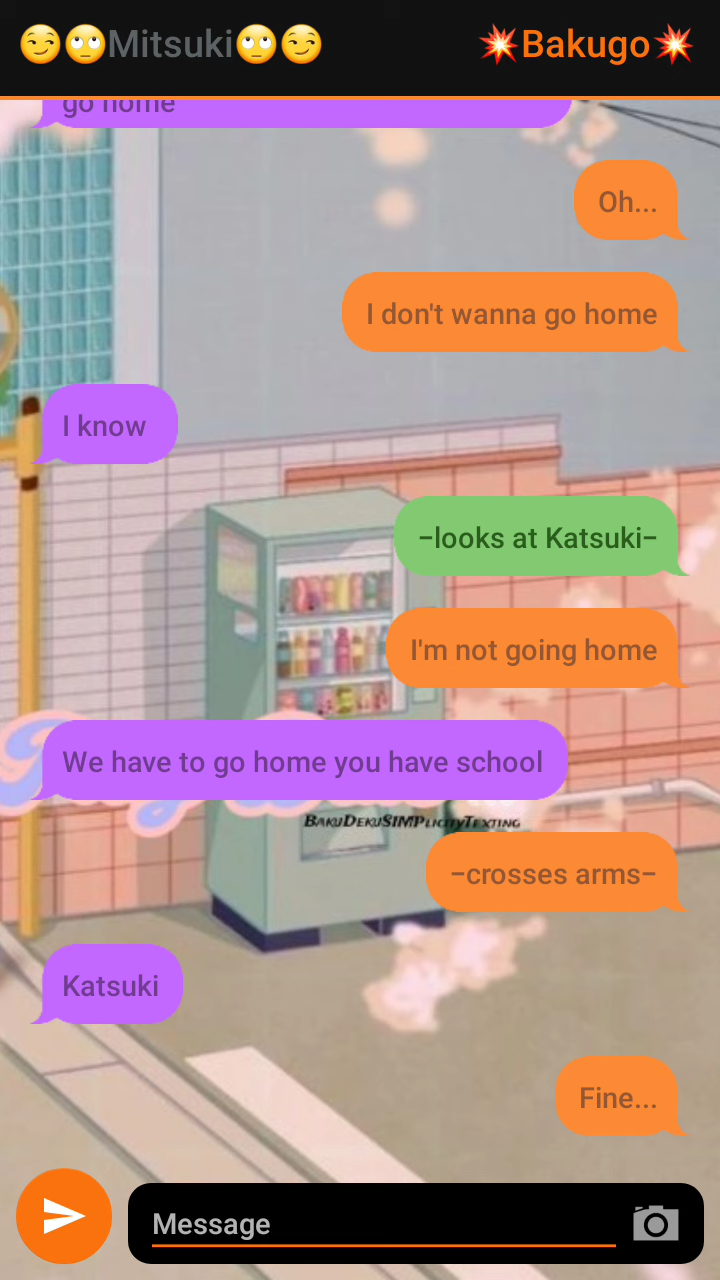 😏🙄Mitsuki🙄😏
💥Bakugo💥
go home
Oh...
I don't wanna go home
I know
–looks at Katsuki–
I'm not going home
We have to go home you have school
BakuDekuSIMPlicityTexting
–crosses arms–
Katsuki
Fine...
Message